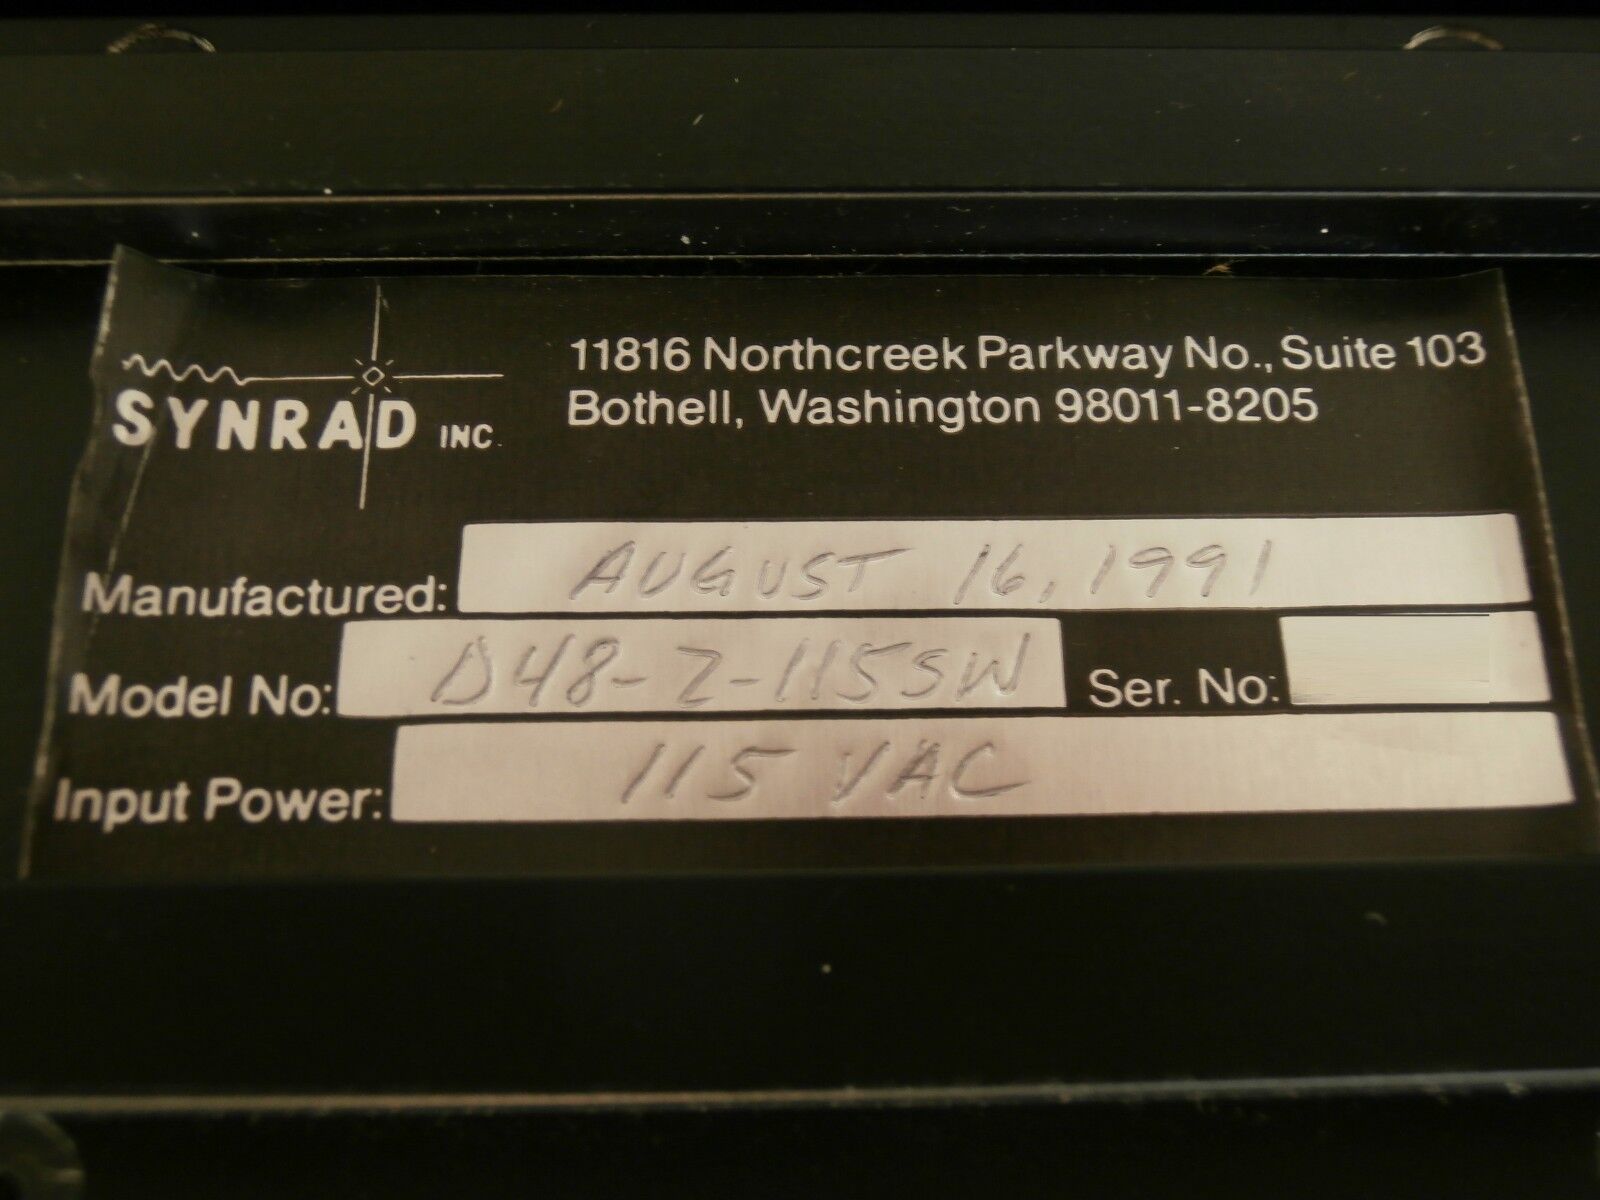 SYNRAD INC.
11816 Northcreek Parkway No., Suite 103
Bothell, Washington 98011-8205
Manufactured: AUGUST 16, 1991
Model No: D48-2-115SW Ser. No:
Input Power: 115 VAC